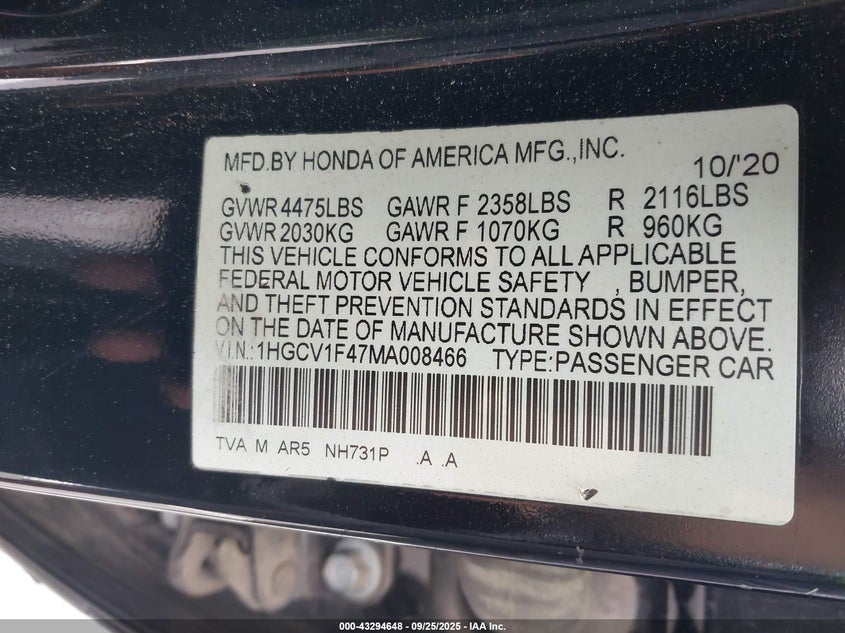 MFD.BY HONDA OF AMERICA MFG.,INC. 10/'20
GVWR 4475LBS GAWR F 2358LBS R 2116LBS
GVWR 2030KG GAWR F 1070KG R 960KG
THIS VEHICLE CONFORMS TO ALL APPLICABLE
FEDERAL MOTOR VEHICLE SAFETY , BUMPER,
AND THEFT PREVENTION STANDARDS IN EFFECT
ON THE DATE OF MANUFACTURE SHOWN ABOVE.
V.I.N.:1HGCV1F47MA008466 TYPE:PASSENGER CAR
TVA M AR5 NH731P .A .A
000-43294648 - 09/25/2025 - IAA Inc.